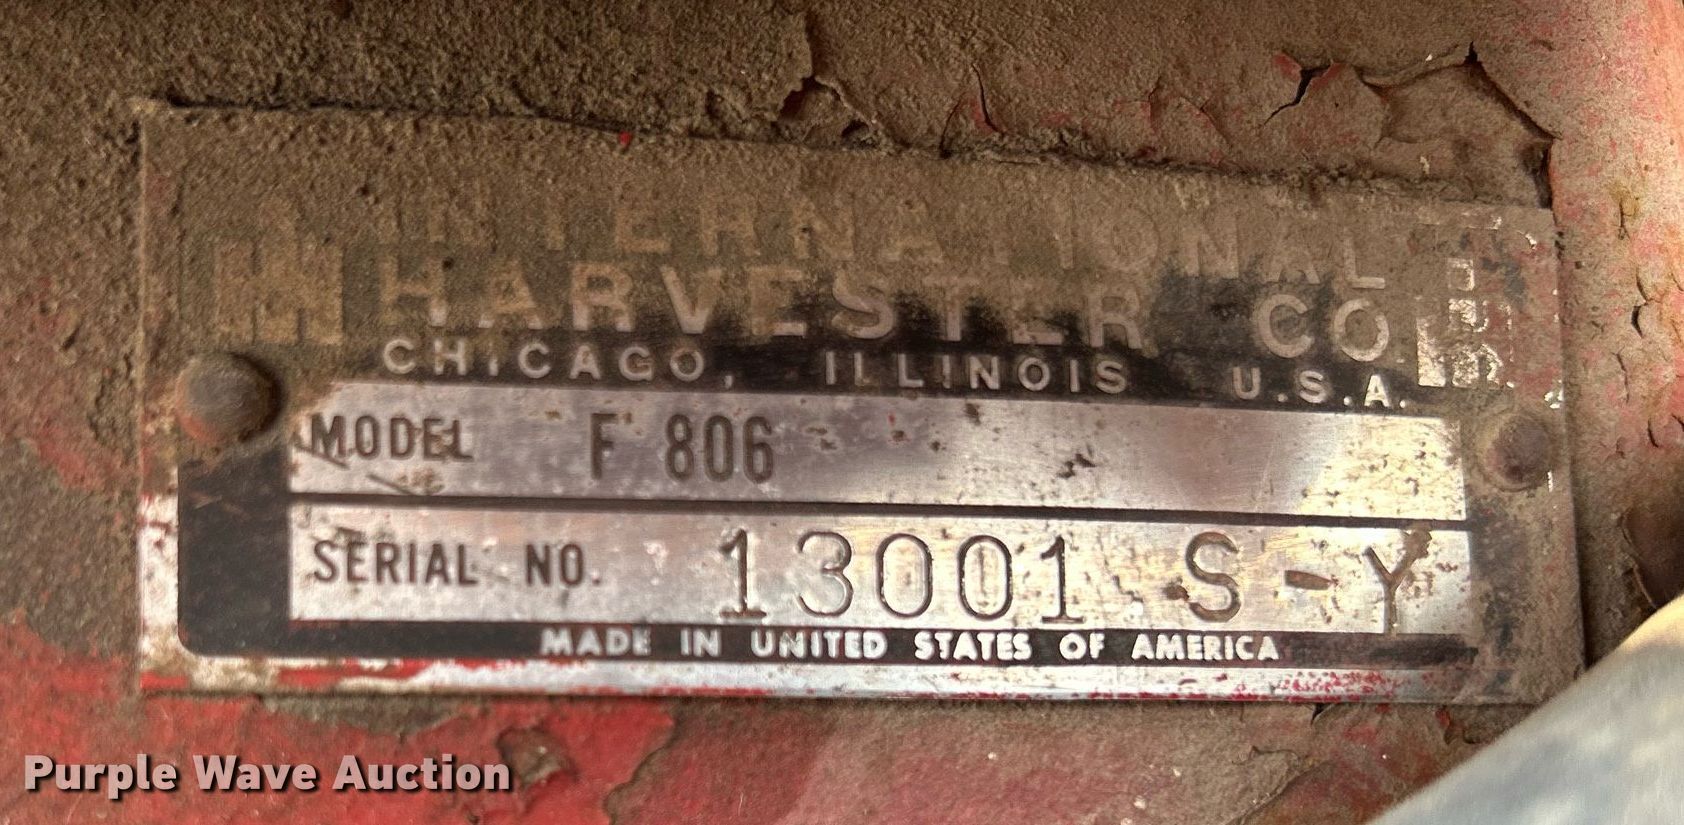 INTERNATIONAL
HARVESTER CO.
CHICAGO, ILLINOIS U.S.A.
MODEL F 806
SERIAL NO. 13001 S-Y
MADE IN UNITED STATES OF AMERICA
Purple Wave Auction